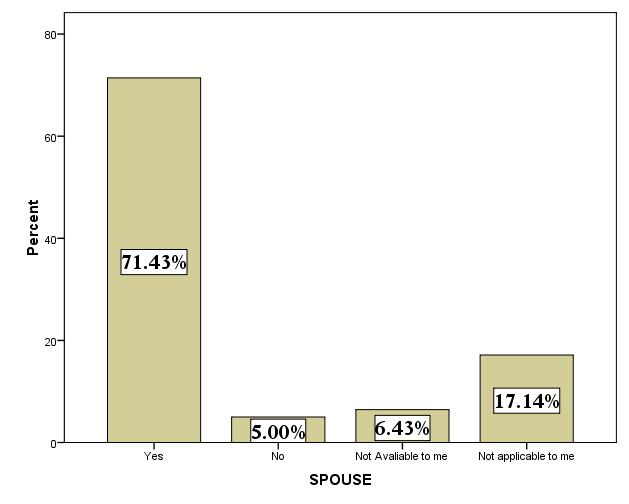 80
60
40
20
0
Percent
71.43%
5.00%
6.43%
17.14%
Yes
No
Not Avaliable to me
Not applicable to me
SPOUSE